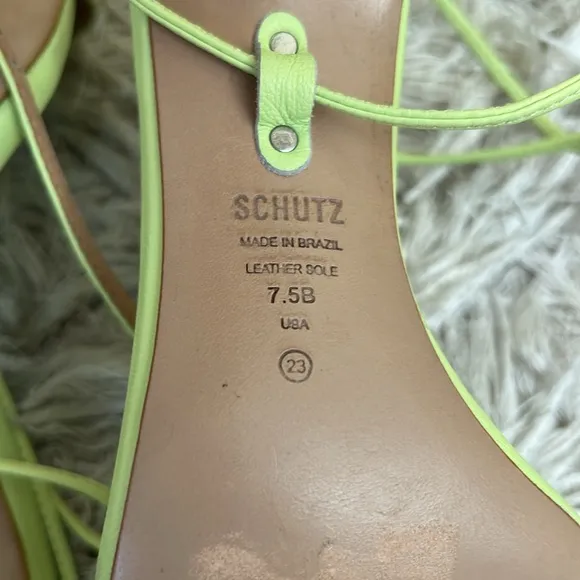 SCHUTZ
MADE IN BRAZIL
LEATHER SOLE
7.5B
USA
23